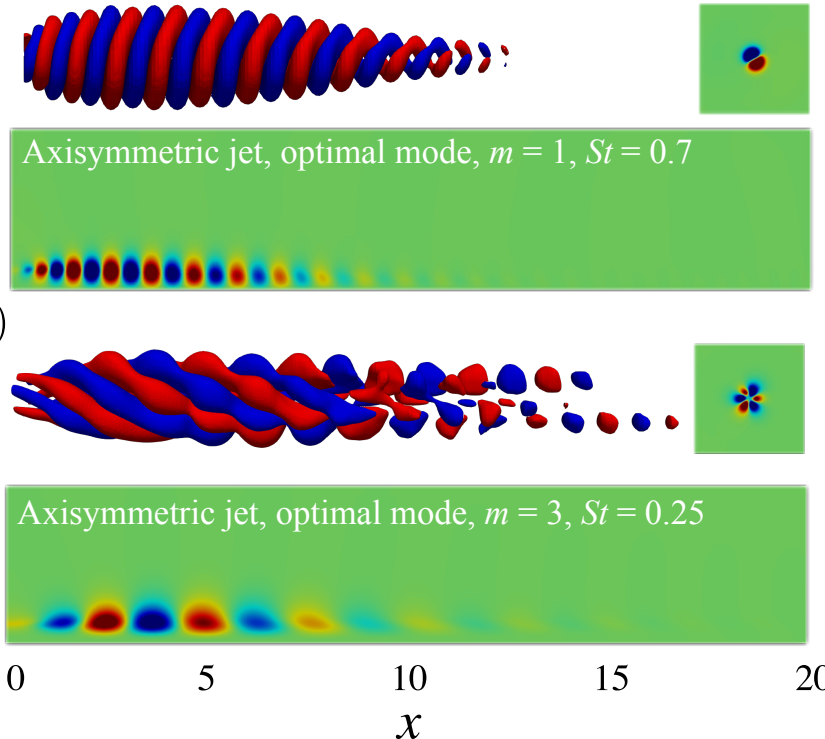 Axisymmetric jet, optimal mode, m = 1, St = 0.7
)
Axisymmetric jet, optimal mode, m = 3, St = 0.25
0 5 10 15 20
x